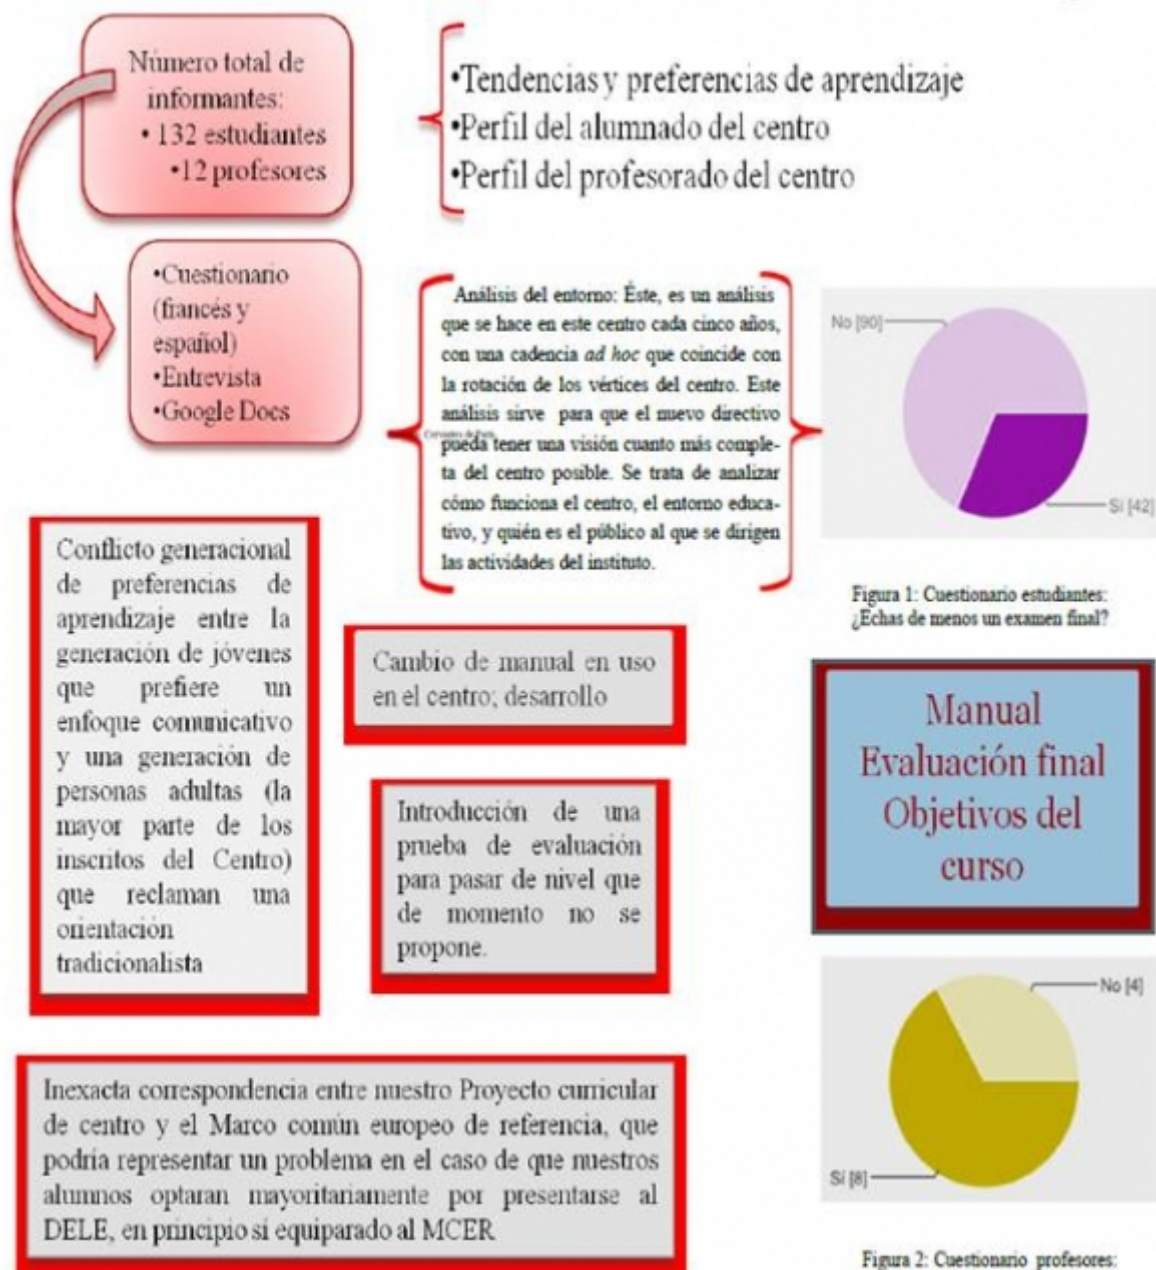 Número total de
informantes:
• 132 estudiantes
•12 profesores
•Tendencias y preferencias de aprendizaje
•Perfil del alumnado del centro
•Perfil del profesorado del centro
•Cuestionario
(francés y
español)
•Entrevista
•Google Docs
Análisis del entorno: Éste, es un análisis
que se hace en este centro cada cinco años,
con una cadencia ad hoc que coincide con
la rotación de los vértices del centro. Este
análisis sirve para que el nuevo directivo
pueda tener una visión cuanto más comple-
ta del centro posible. Se trata de analizar
cómo funciona el centro, el entorno educa-
tivo, y quién es el público al que se dirigen
las actividades del instituto.
No [90]
Sí [42]
Figura 1: Cuestionario estudiantes:
¿Echas de menos un examen final?
Conflicto generacional
de preferencias de
aprendizaje entre la
generación de jóvenes
que prefiere un
enfoque comunicativo
y una generación de
personas adultas (la
mayor parte de los
inscritos del Centro)
que reclaman una
orientación
tradicionalista
Cambio de manual en uso
en el centro; desarrollo
Introducción de una
prueba de evaluación
para pasar de nivel que
de momento no se
propone.
Manual
Evaluación final
Objetivos del
curso
No [4]
Sí [8]
Inexacta correspondencia entre nuestro Proyecto curricular
de centro y el Marco común europeo de referencia, que
podría representar un problema en el caso de que nuestros
alumnos optaran mayoritariamente por presentarse al
DELE, en principio sí equiparado al MCER
Figura 2: Cuestionario profesores: